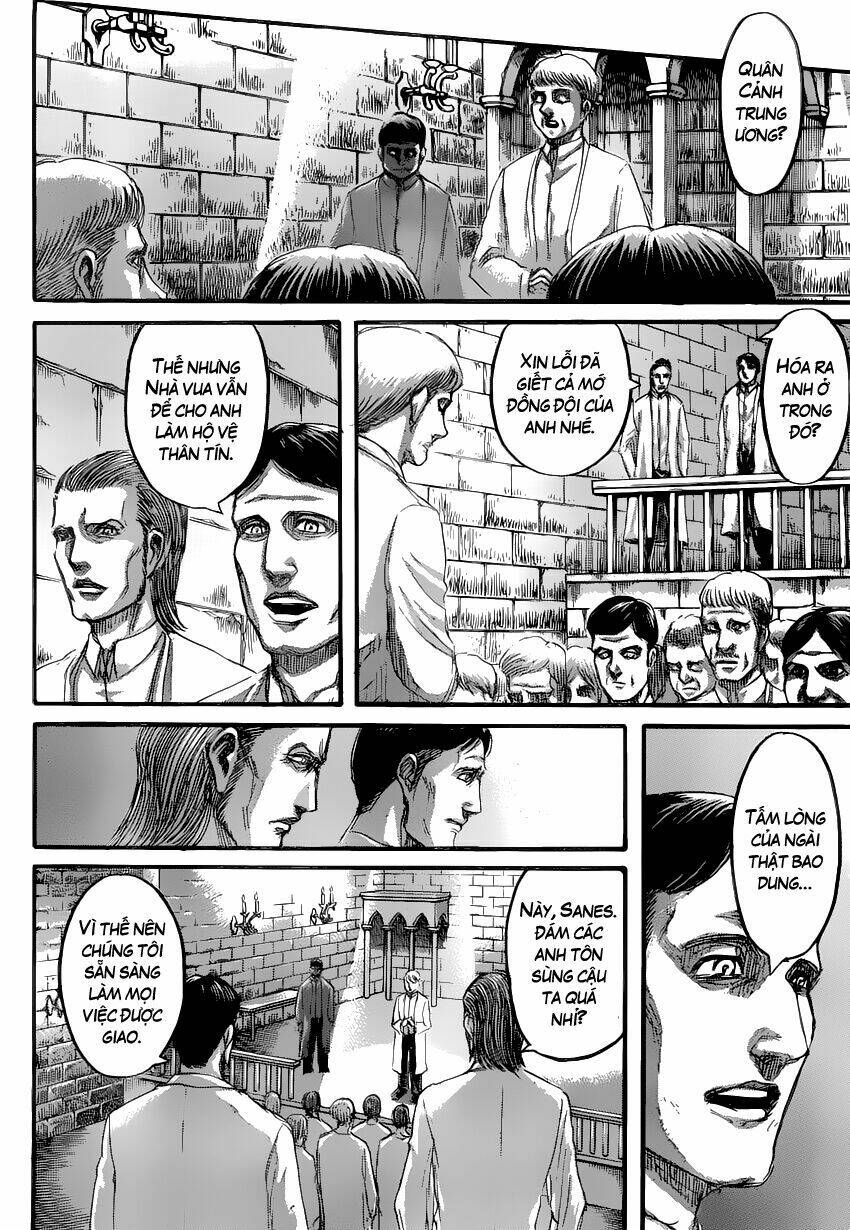 QUÂN
CẢNH
TRUNG
ƯƠNG?
HÓA RA
ANH Ở
TRONG
ĐÓ?
XIN LỖI ĐÃ
GIẾT CẢ MỚ
ĐỒNG ĐỘI CỦA
ANH NHÉ.
THẾ NHƯNG
NHÀ VUA VẪN
ĐỂ CHO ANH
LÀM HỘ VỆ
THÂN TÍN.
TẤM LÒNG
CỦA NGÀI
THẬT BAO
DUNG...
NÀY, SANES.
ĐÁM CÁC
ANH TÔN
SÙNG CẬU
TA QUÁ
NHỈ?
VÌ THẾ NÊN
CHÚNG TÔI
SẴN SÀNG
LÀM MỌI
VIỆC ĐƯỢC
GIAO.